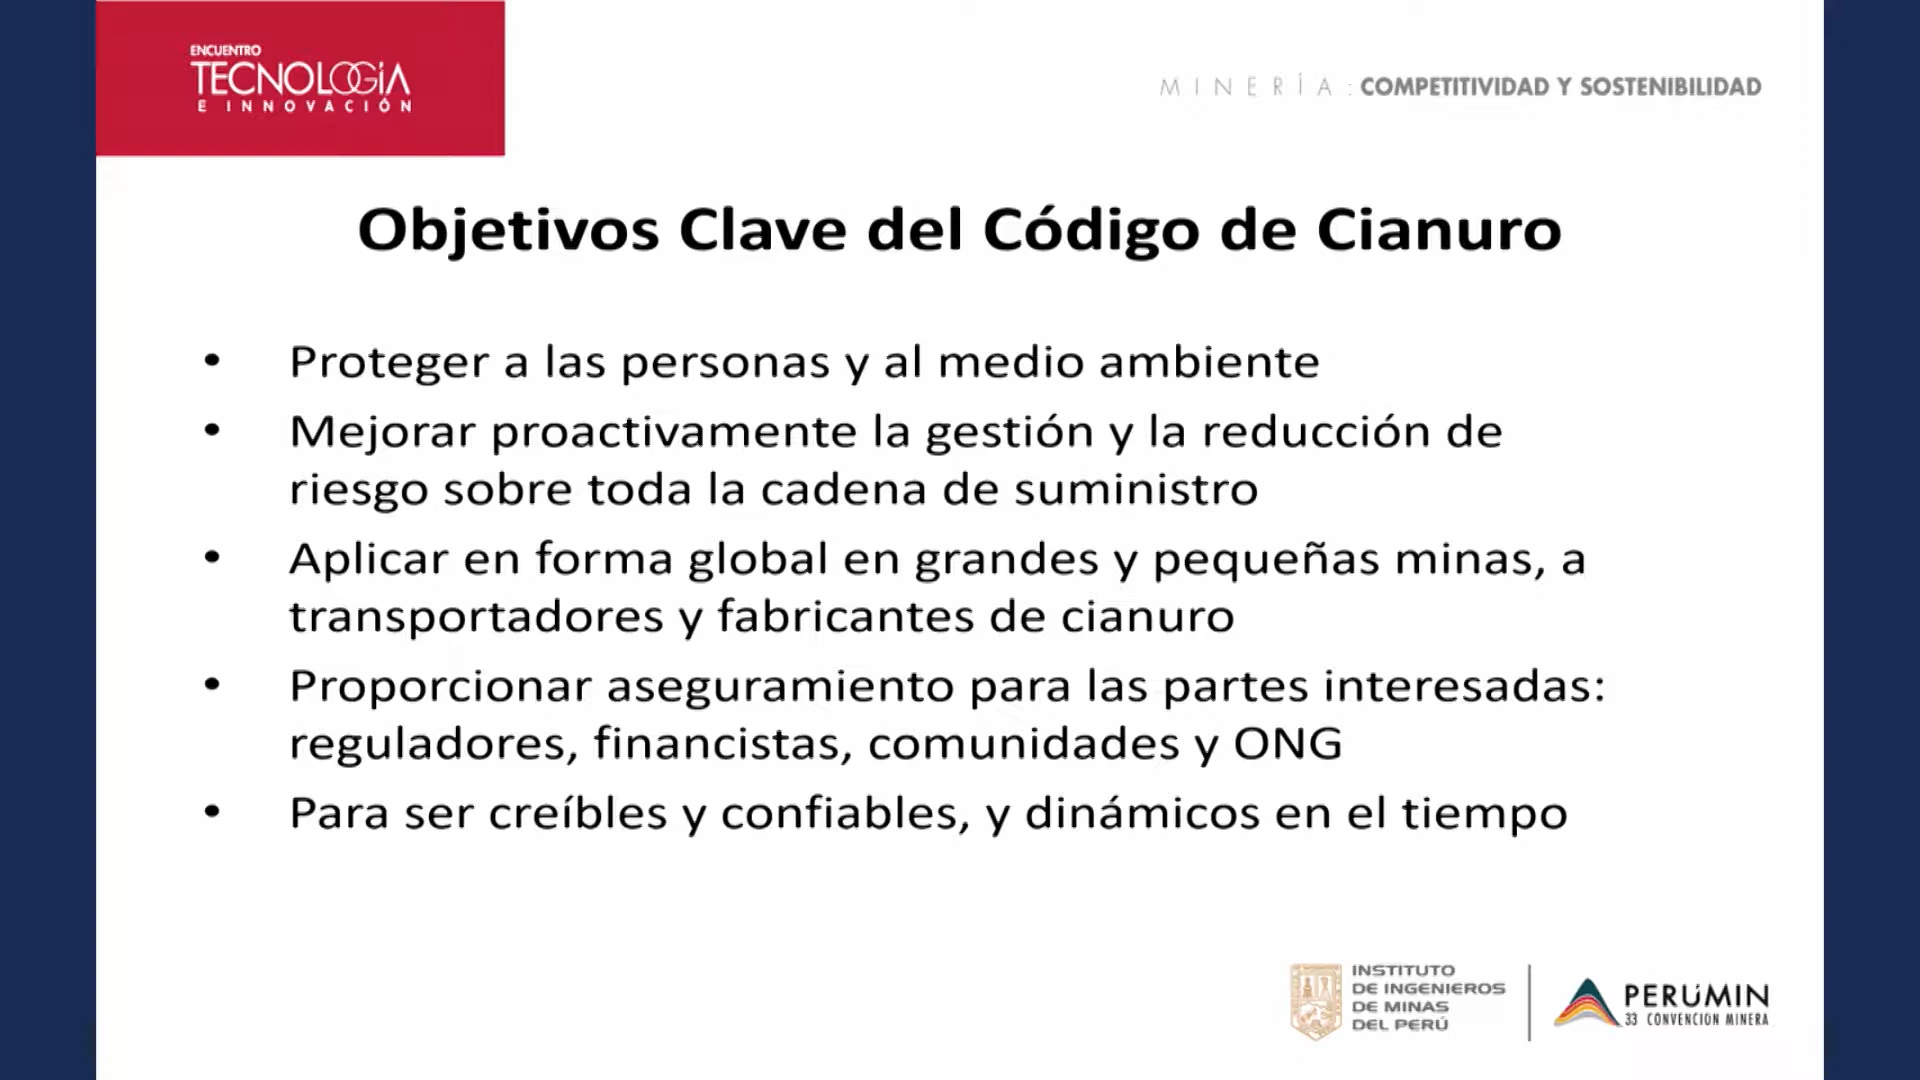 ENCUENTRO
TECNOLOGÍA
E INNOVACIÓN
MINERÍA: COMPETITIVIDAD Y SOSTENIBILIDAD
Objetivos Clave del Código de Cianuro
• Proteger a las personas y al medio ambiente
• Mejorar proactivamente la gestión y la reducción de
riesgo sobre toda la cadena de suministro
• Aplicar en forma global en grandes y pequeñas minas, a
transportadores y fabricantes de cianuro
• Proporcionar aseguramiento para las partes interesadas:
reguladores, financistas, comunidades y ONG
• Para ser creíbles y confiables, y dinámicos en el tiempo
INSTITUTO
DE INGENIEROS
DE MINAS
DEL PERÚ
PERÚMIN
33 CONVENCIÓN MINERA